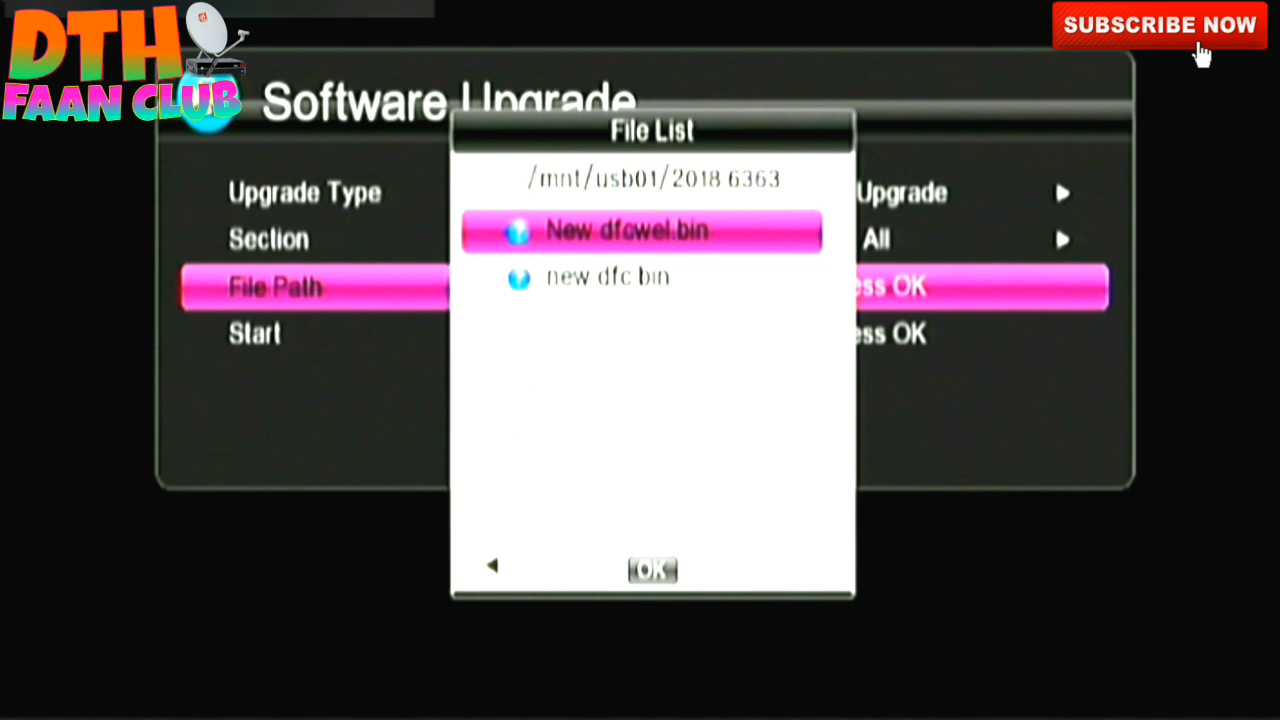 DTH
FAAN CLUB
SUBSCRIBE NOW
Software Upgrade
File List
/mnt/usb01/2018 6363
Upgrade Type
Upgrade
New dfcwel.bin
Section
All
new dfc bin
File Path
ess OK
Start
ess OK
OK